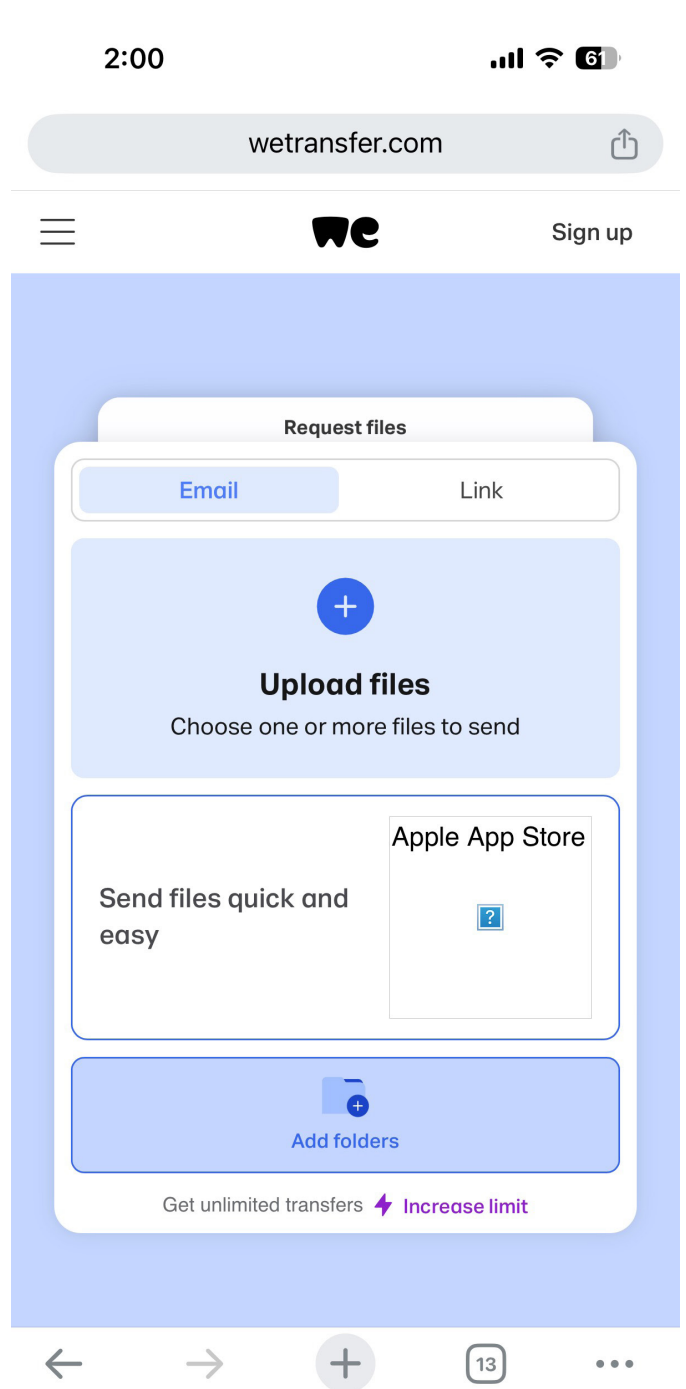 2:00
61
wetransfer.com
we
Sign up
Request files
Email
Link
Upload files
Choose one or more files to send
Send files quick and
easy
Apple App Store
?
Add folders
Get unlimited transfers
Increase limit
13